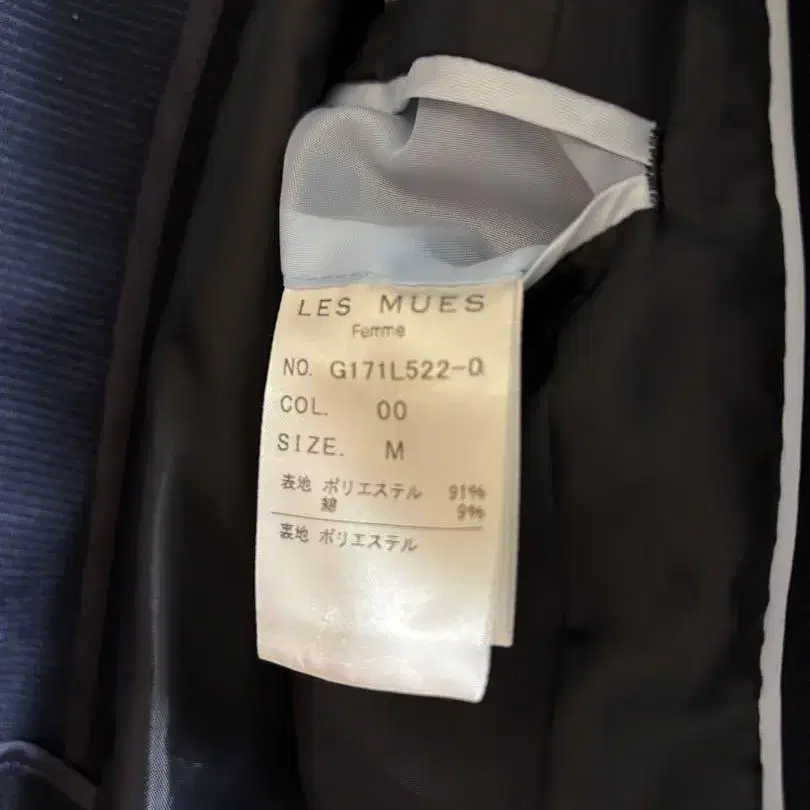 LES MUES
Femme
NO. G171L522-Q
COL. 00
SIZE. M
表地 ポリエステル 91%
綿 9%
裏地 ポリエステル